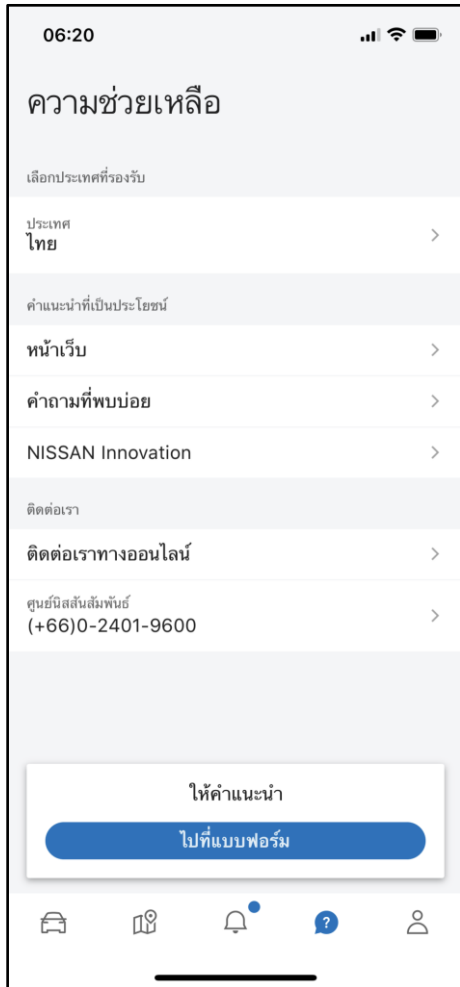 06:20
ความช่วยเหลือ
เลือกประเทศที่รองรับ
ประเทศ
ไทย
คำแนะนำที่เป็นประโยชน์
หน้าเว็บ
คำถามที่พบบ่อย
NISSAN Innovation
ติดต่อเรา
ติดต่อเราทางออนไลน์
ศูนย์นิสสันสัมพันธ์
(+66)0-2401-9600
ให้คำแนะนำ
ไปที่แบบฟอร์ม
?